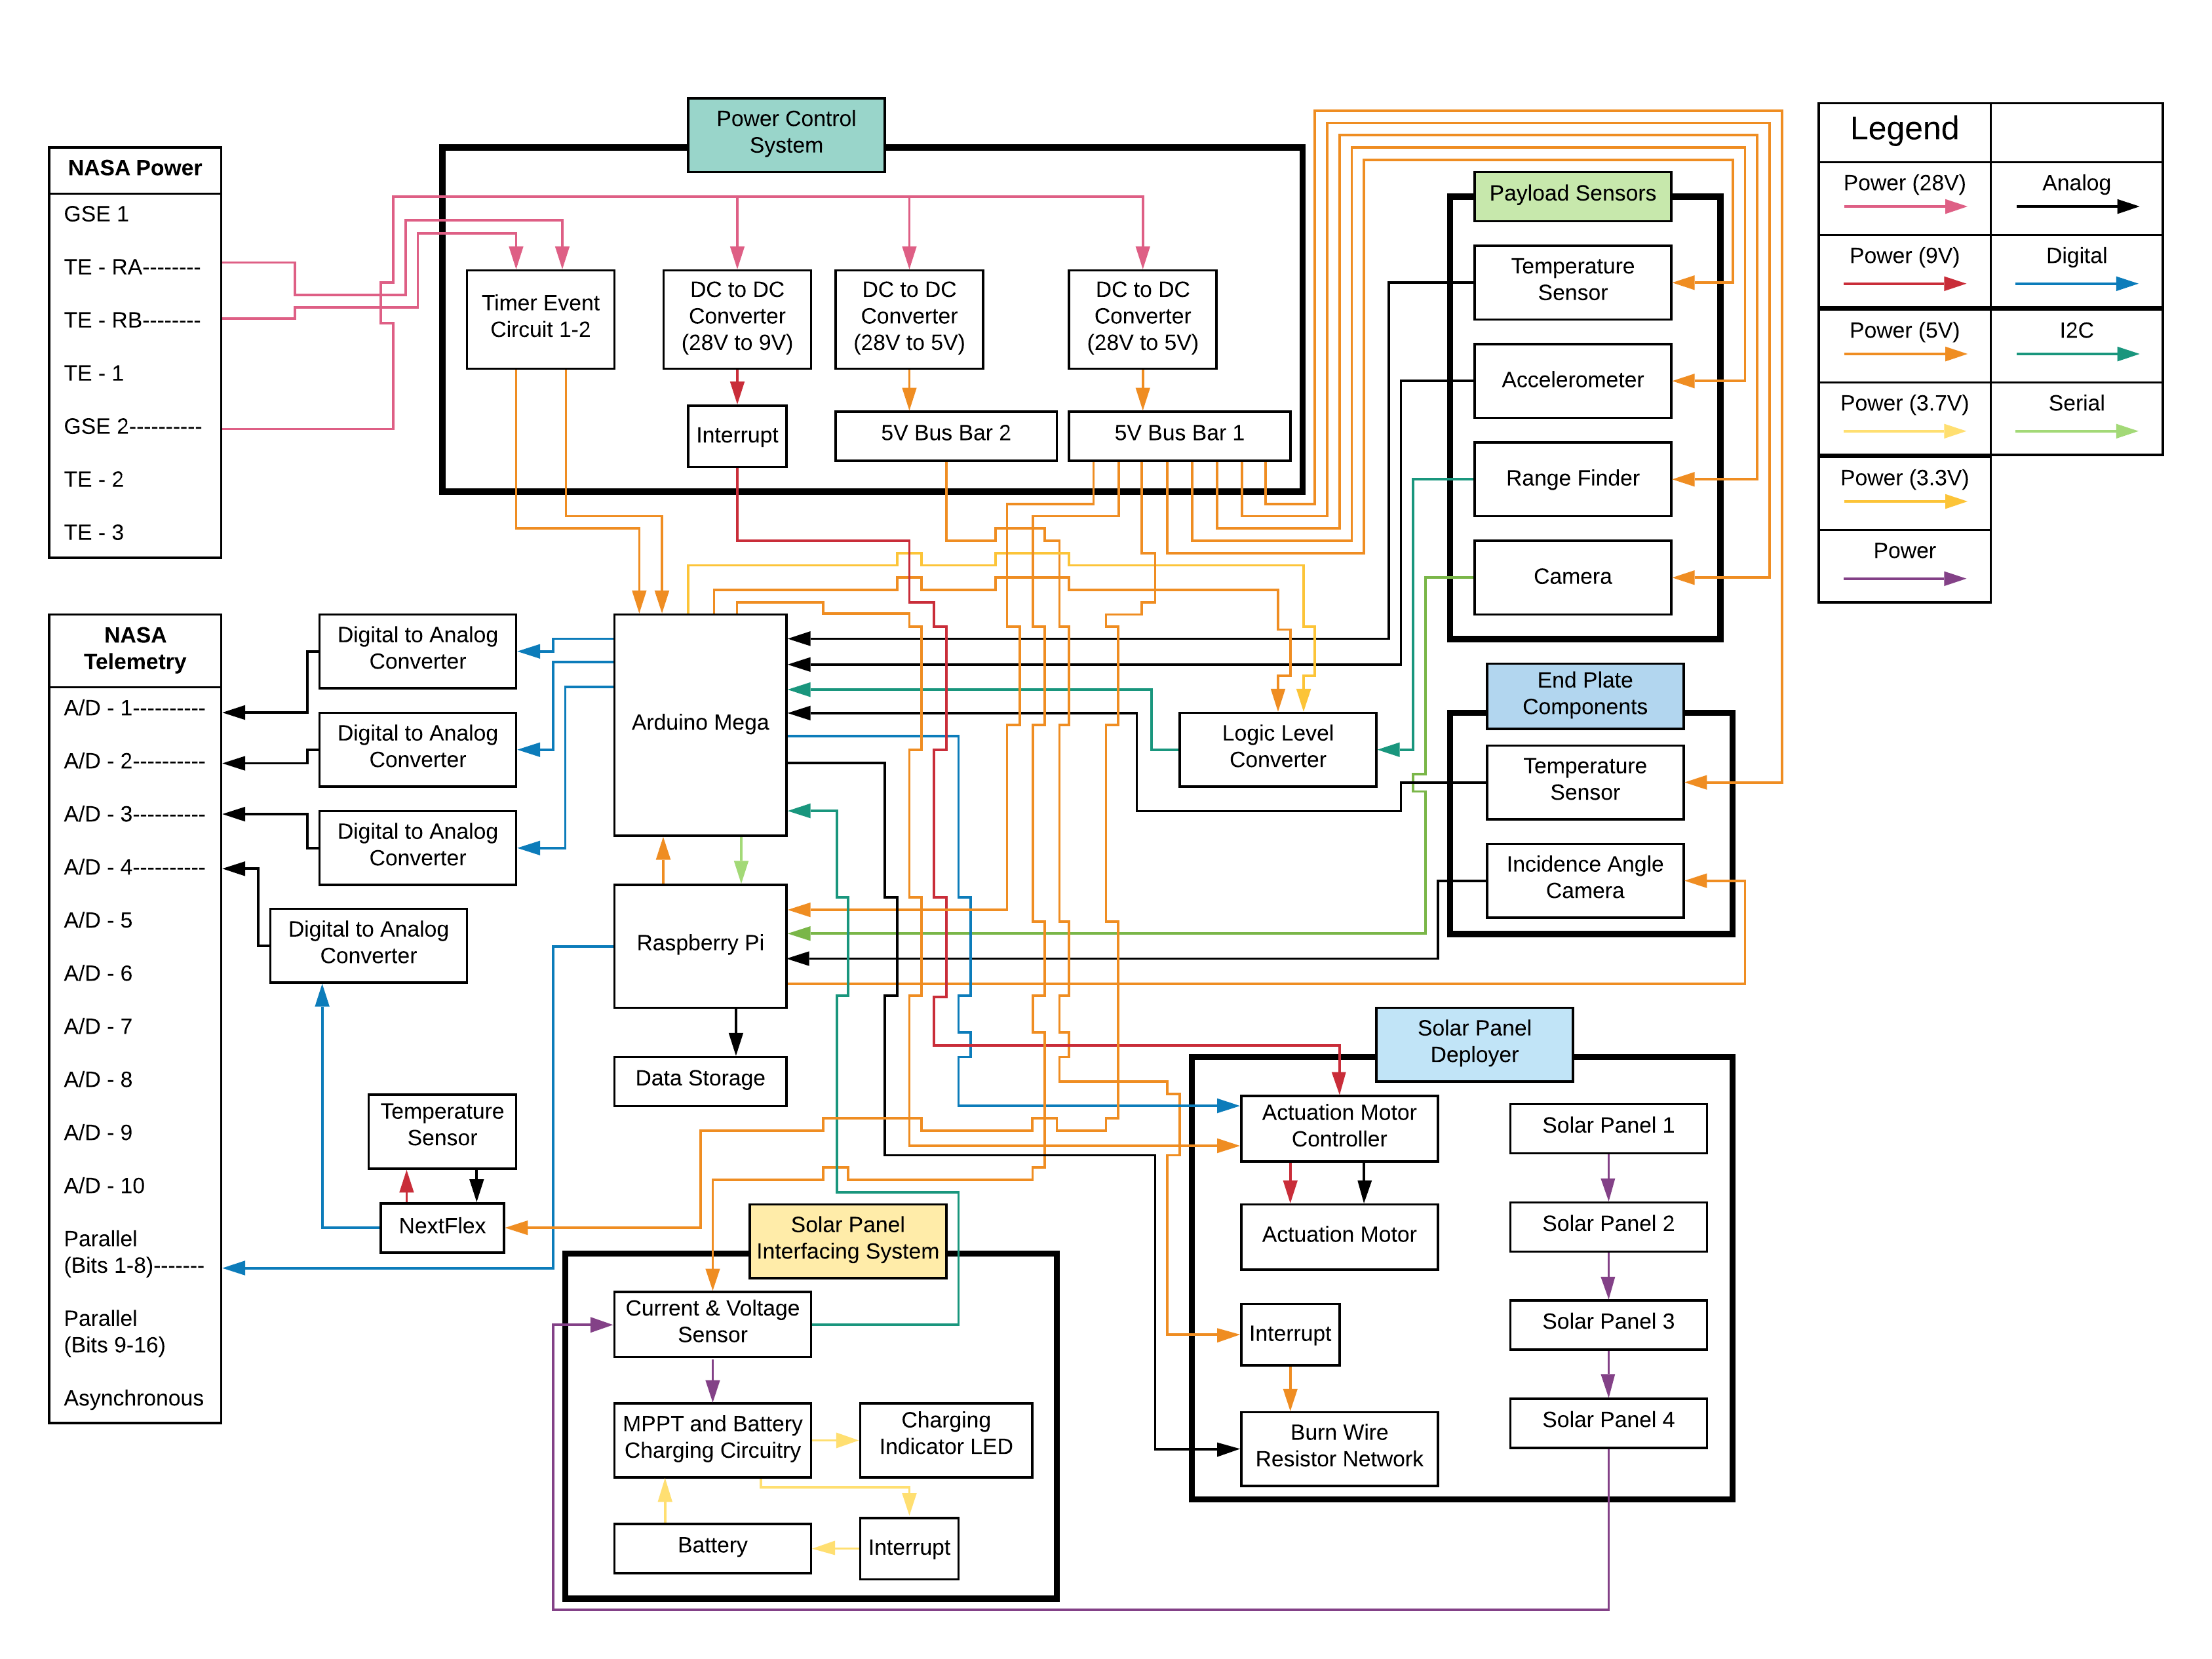 Power Control
System
NASA Power
GSE 1
TE - RA--------
TE - RB--------
TE - 1
GSE 2----------
TE - 2
TE - 3
Timer Event
Circuit 1-2
DC to DC
Converter
(28V to 9V)
DC to DC
Converter
(28V to 5V)
DC to DC
Converter
(28V to 5V)
Interrupt
5V Bus Bar 2
5V Bus Bar 1
Payload Sensors
Temperature
Sensor
Accelerometer
Range Finder
Camera
Legend
Power (28V)
Analog
Power (9V)
Digital
Power (5V)
I2C
Power (3.7V)
Serial
Power (3.3V)
Power
NASA
Telemetry
A/D - 1----------
A/D - 2----------
A/D - 3----------
A/D - 4----------
A/D - 5
A/D - 6
A/D - 7
A/D - 8
A/D - 9
A/D - 10
Parallel
(Bits 1-8)-------
Parallel
(Bits 9-16)
Asynchronous
Digital to Analog
Converter
Digital to Analog
Converter
Digital to Analog
Converter
Digital to Analog
Converter
Arduino Mega
Raspberry Pi
Data Storage
Logic Level
Converter
End Plate
Components
Temperature
Sensor
Incidence Angle
Camera
Temperature
Sensor
NextFlex
Solar Panel
Interfacing System
Current & Voltage
Sensor
MPPT and Battery
Charging Circuitry
Charging
Indicator LED
Battery
Interrupt
Solar Panel
Deployer
Actuation Motor
Controller
Actuation Motor
Interrupt
Burn Wire
Resistor Network
Solar Panel 1
Solar Panel 2
Solar Panel 3
Solar Panel 4